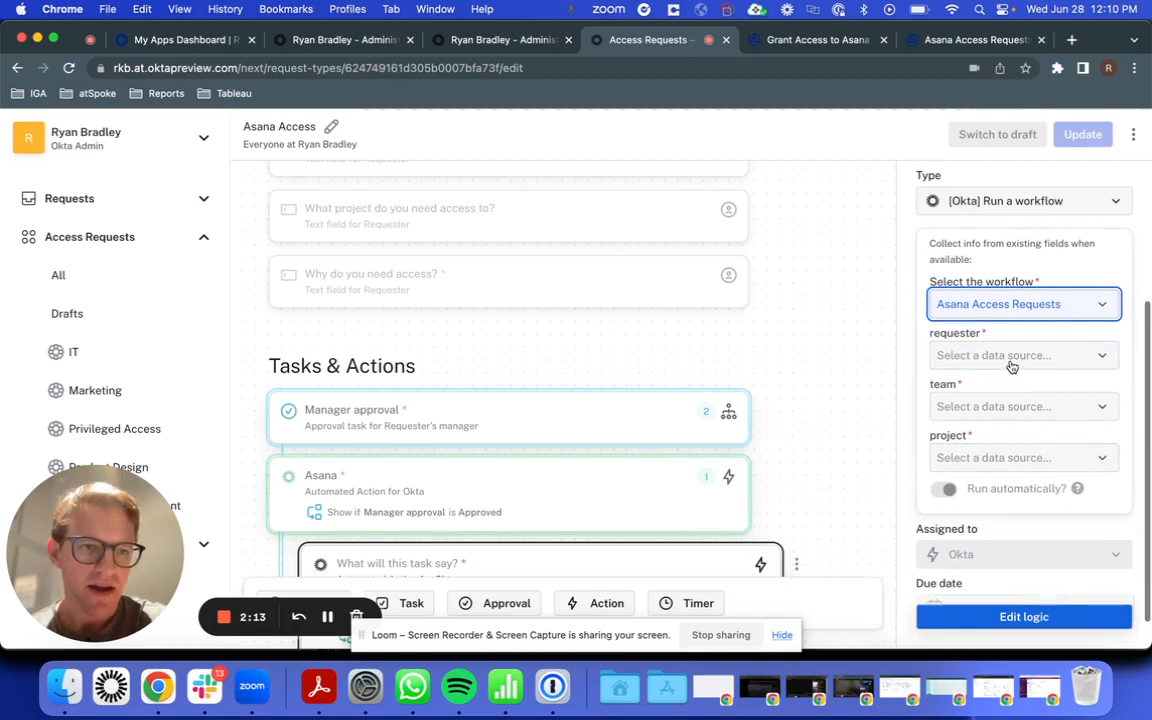 Chrome File Edit View History Bookmarks Profiles Tab Window Help zoom Wed Jun 28 12:10 PM
My Apps Dashboard | R Ryan Bradley - Administ Ryan Bradley - Adminis Access Requests – Grant Access to Asana Asana Access Request
rkb.at.oktapreview.com/next/request-types/624749161d305b0007bfa73f/edit R
IGA atSpoke Reports Tableau
R Ryan Bradley
Okta Admin
Requests
Access Requests
All
Drafts
IT
Marketing
Privileged Access
Product Design
Asana Access
Everyone at Ryan Bradley
Switch to draft
Update
What project do you need access to?
Text field for Requester
Why do you need access? *
Text field for Requester
Tasks & Actions
Manager approval *
Approval task for Requester's manager
2
Asana *
Automated Action for Okta
1
Show if Manager approval is Approved
What will this task say? *
Task
Approval
Action
Timer
Type
[Okta] Run a workflow
Collect info from existing fields when
available:
Select the workflow*
Asana Access Requests
requester*
Select a data source...
team*
Select a data source...
project*
Select a data source...
Run automatically? ?
Assigned to
Okta
Due date
Edit logic
2:13
Loom – Screen Recorder & Screen Capture is sharing your screen.
Stop sharing
Hide
13
zoom